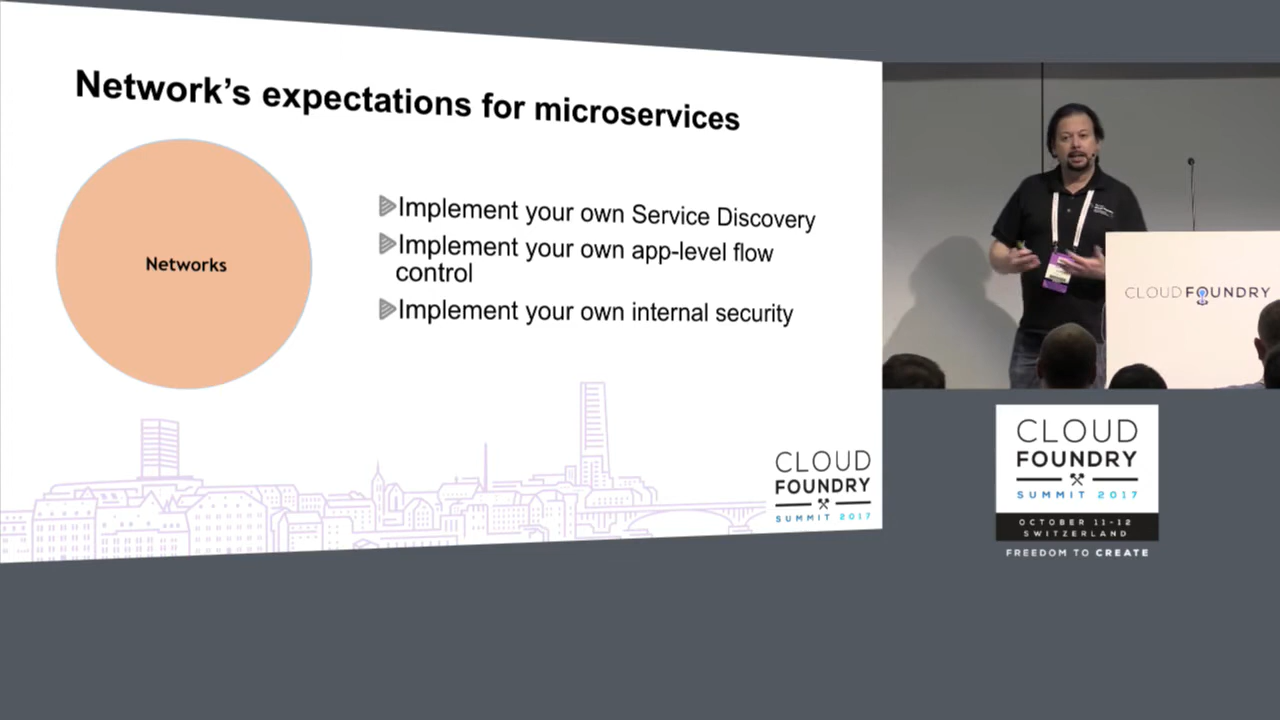 Network's expectations for microservices
Networks
Implement your own Service Discovery
Implement your own app-level flow
control
Implement your own internal security
CLOUD
FOUNDRY
SUMMIT 2017
CLOUD FOUNDRY
CLOUD
FOUNDRY
SUMMIT 2017
OCTOBER 11-12
SWITZERLAND
FREEDOM TO CREATE